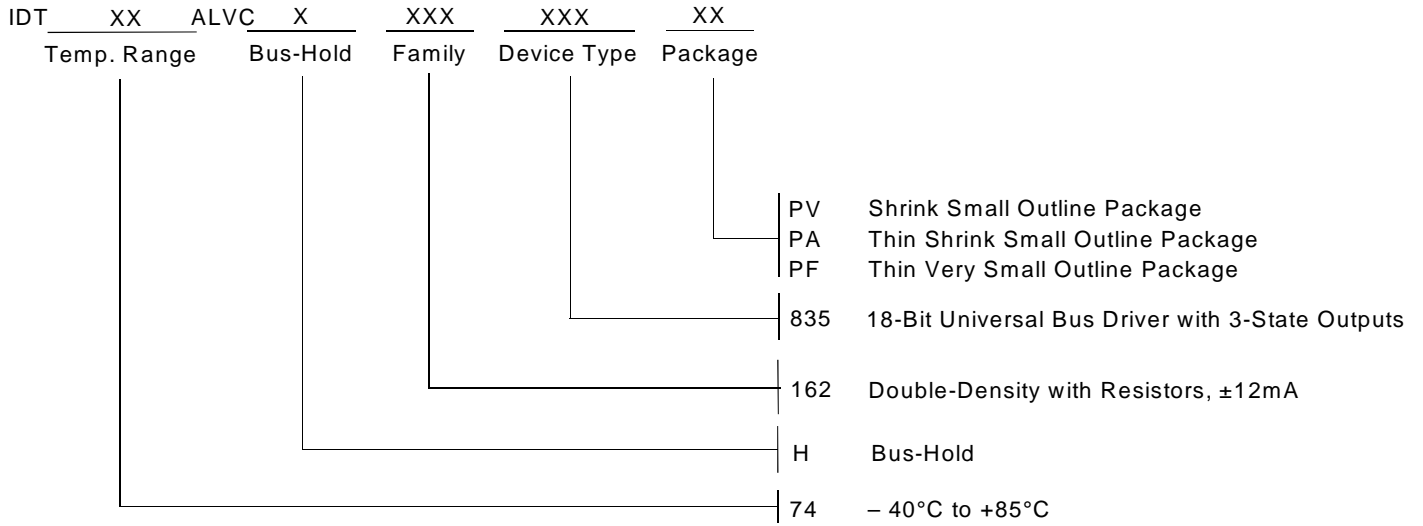 IDT XX ALVC X XXX XXX XX
Temp. Range Bus-Hold Family Device Type Package
PV Shrink Small Outline Package
PA Thin Shrink Small Outline Package
PF Thin Very Small Outline Package
835 18-Bit Universal Bus Driver with 3-State Outputs
162 Double-Density with Resistors, ±12mA
H Bus-Hold
74 – 40°C to +85°C